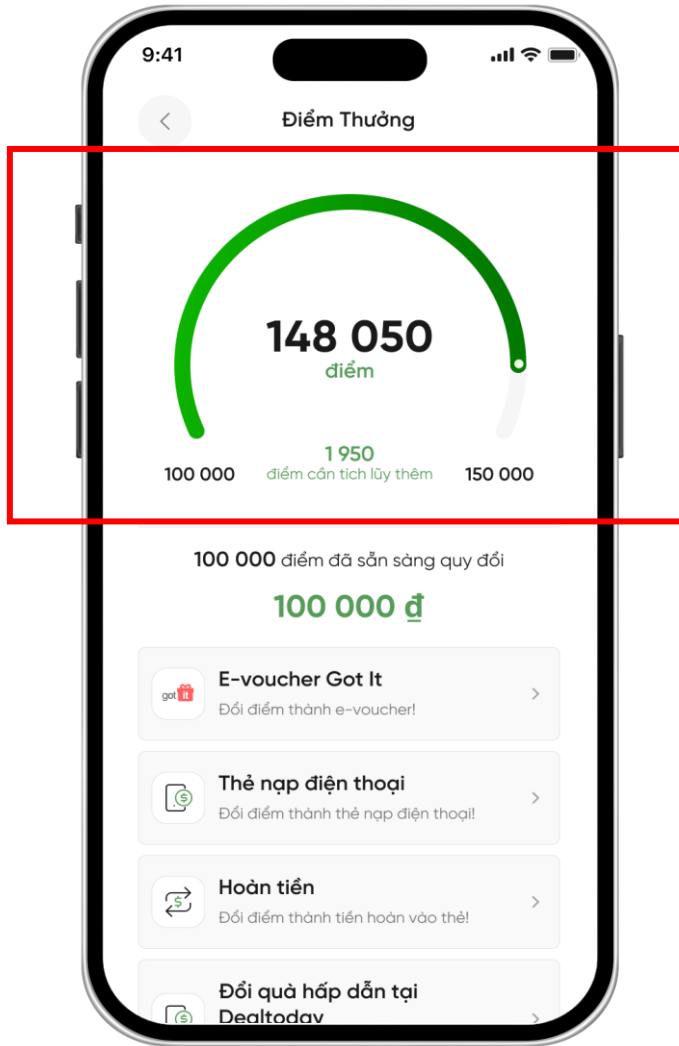 9:41
Điểm Thưởng
148 050
điểm
1 950
điểm cần tích lũy thêm
100 000
150 000
100 000 điểm đã sẵn sàng quy đổi
100 000 ₫
got it
E-voucher Got It
Đổi điểm thành e-voucher!
Thẻ nạp điện thoại
Đổi điểm thành thẻ nạp điện thoại!
Hoàn tiền
Đổi điểm thành tiền hoàn vào thẻ!
Đổi quà hấp dẫn tại
Dealtoday